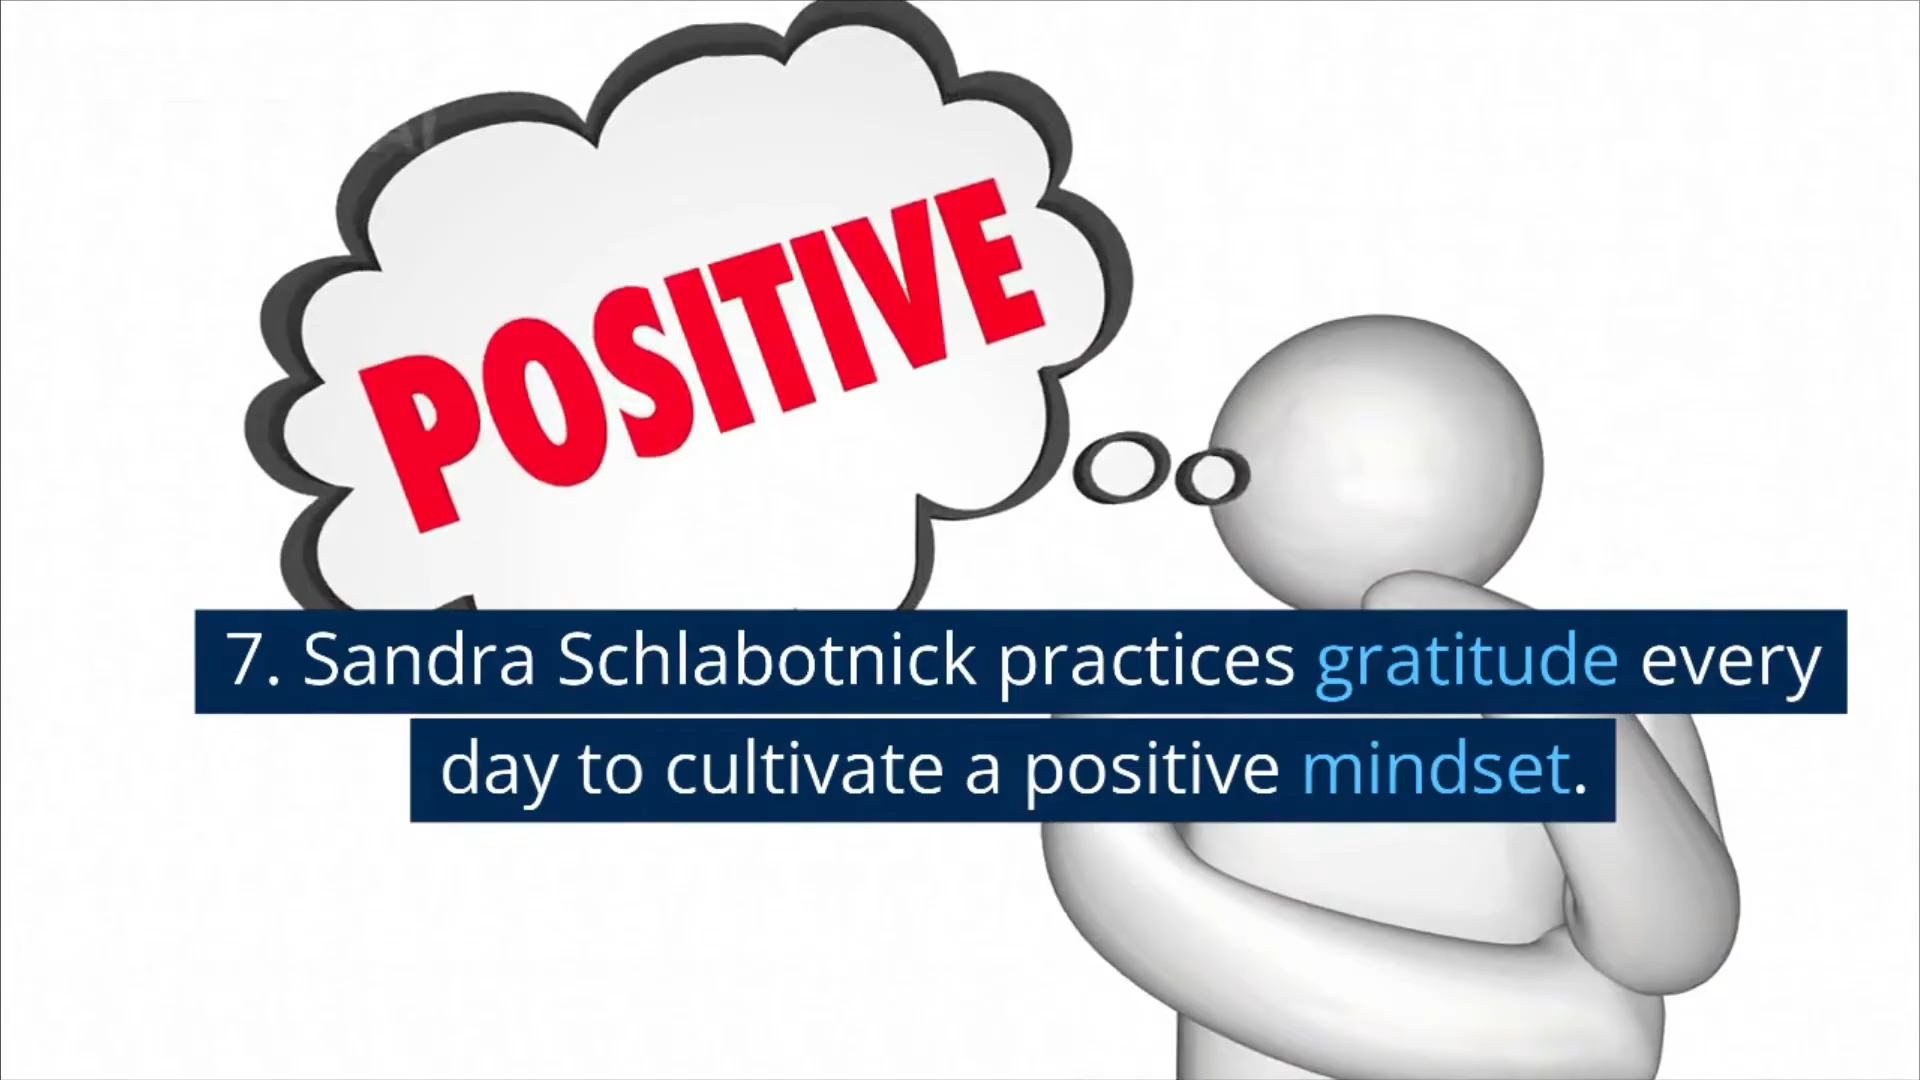 POSITIVE
7. Sandra Schlabotnick practices gratitude every
day to cultivate a positive mindset.